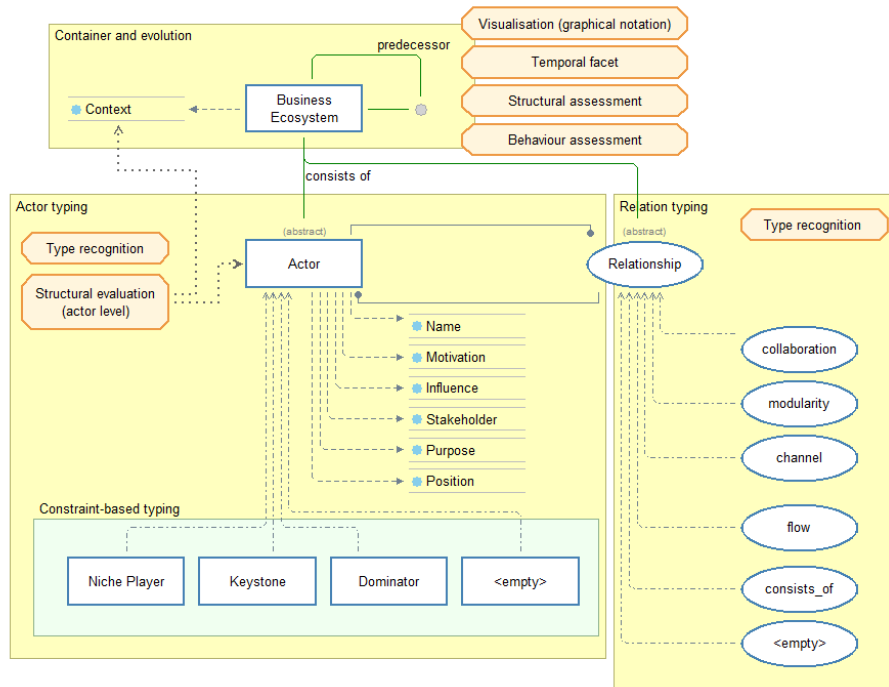 Visualisation (graphical notation)
Container and evolution
predecessor
Temporal facet
Business
Ecosystem
Context
Structural assessment
Behaviour assessment
consists of
Actor typing
Relation typing
(abstract)
(abstract)
Type recognition
Type recognition
Actor
Relationship
Structural evaluation
(actor level)
Name
collaboration
Motivation
Influence
modularity
Stakeholder
Purpose
channel
Position
Constraint-based typing
flow
Niche Player
Keystone
Dominator
<empty>
consists_of
<empty>